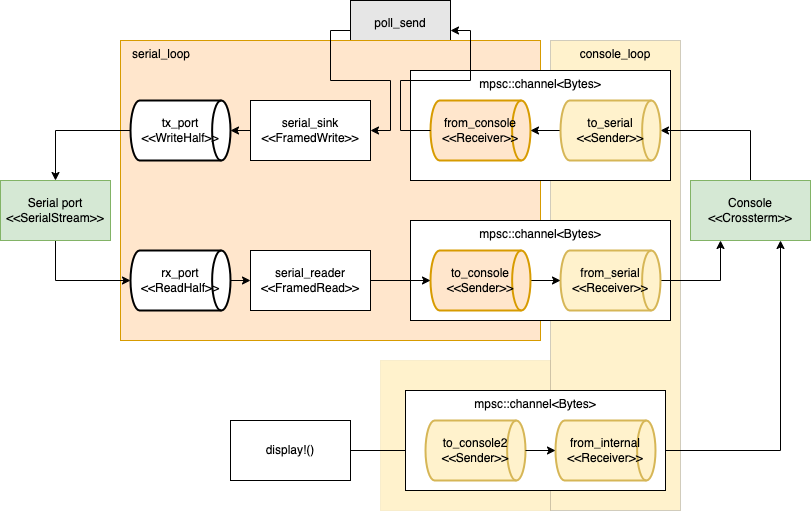 poll_send
serial_loop
console_loop
mpsc::channel<Bytes>
tx_port
<<WriteHalf>>
serial_sink
<<FramedWrite>>
from_console
<<Receiver>>
to_serial
<<Sender>>
Serial port
<<SerialStream>>
Console
<<Crossterm>>
mpsc::channel<Bytes>
rx_port
<<ReadHalf>>
serial_reader
<<FramedRead>>
to_console
<<Sender>>
from_serial
<<Receiver>>
mpsc::channel<Bytes>
display!()
to_console2
<<Sender>>
from_internal
<<Receiver>>